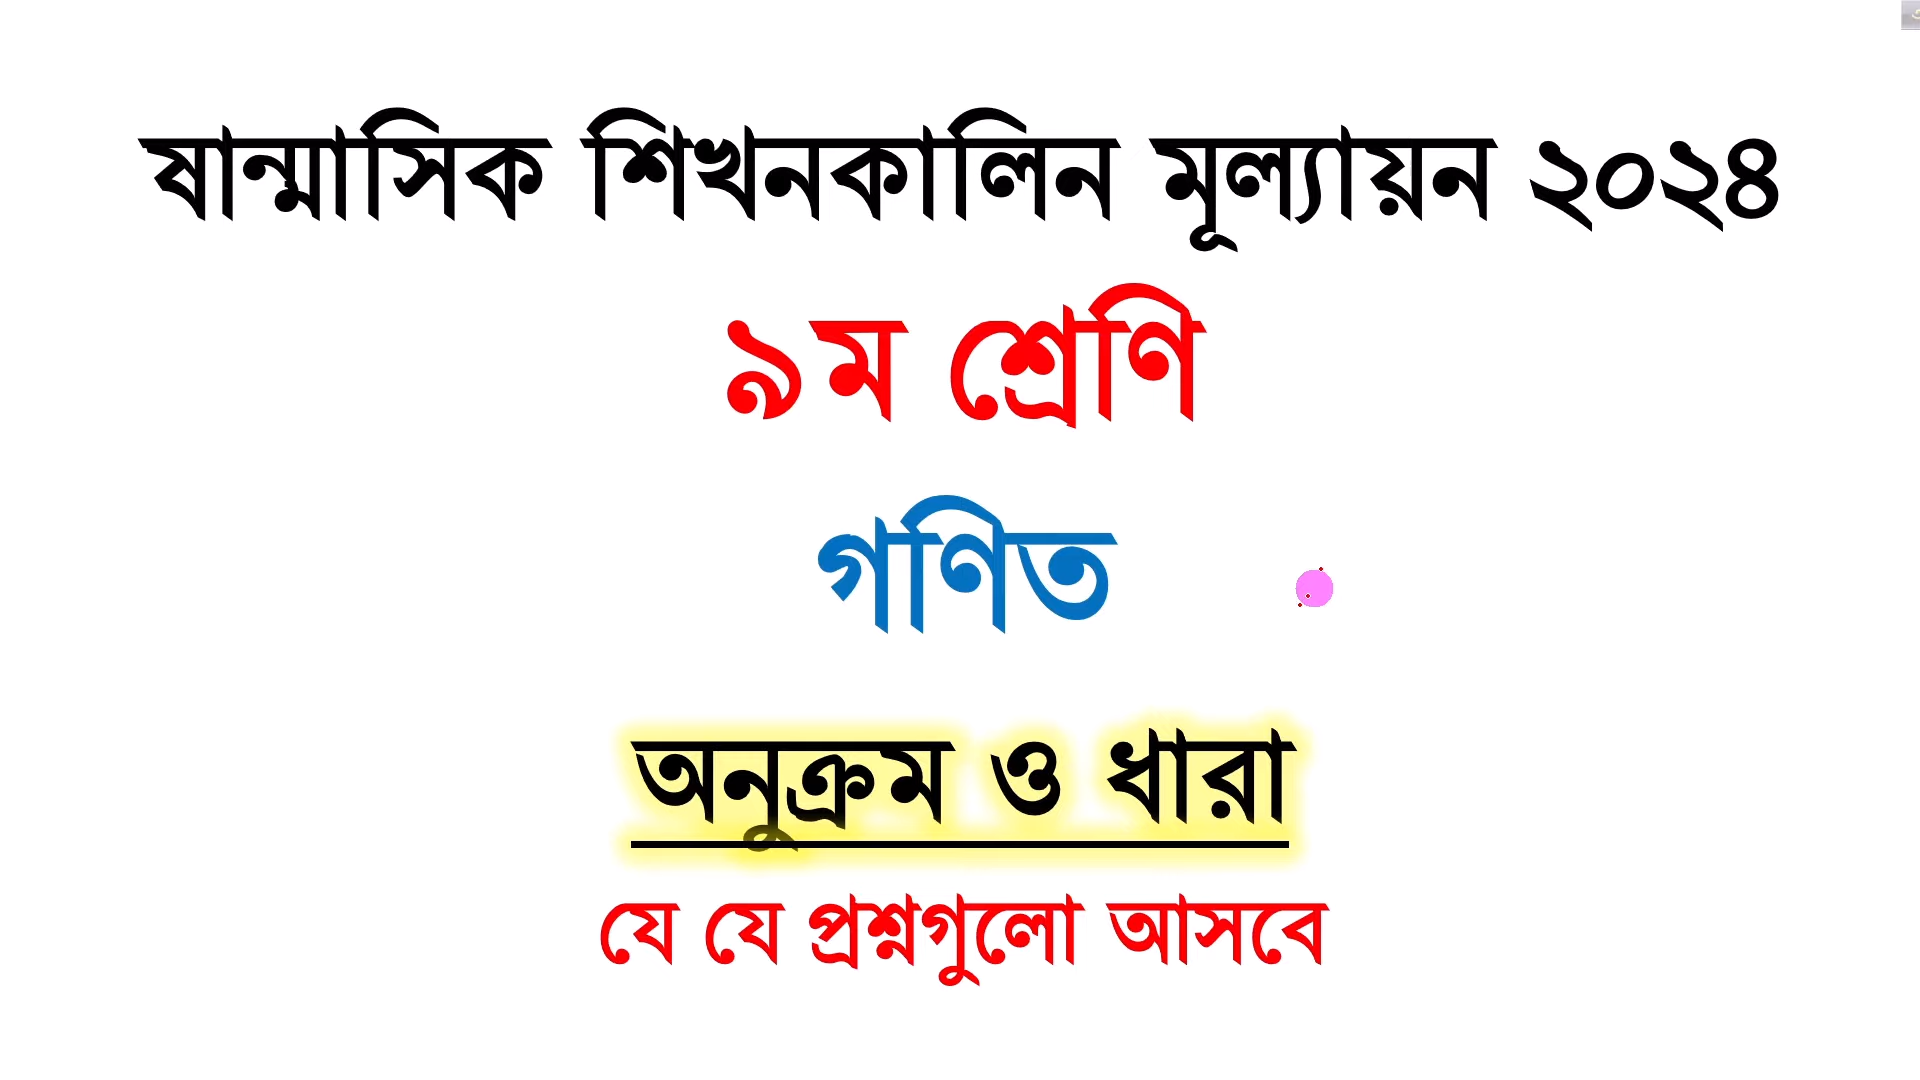 ষান্মাসিক শিখনকালিন মূল্যায়ন ২০২৪
৯ম শ্রেণি
গণিত
অনুক্রম ও ধারা
যে যে প্রশ্নগুলো আসবে